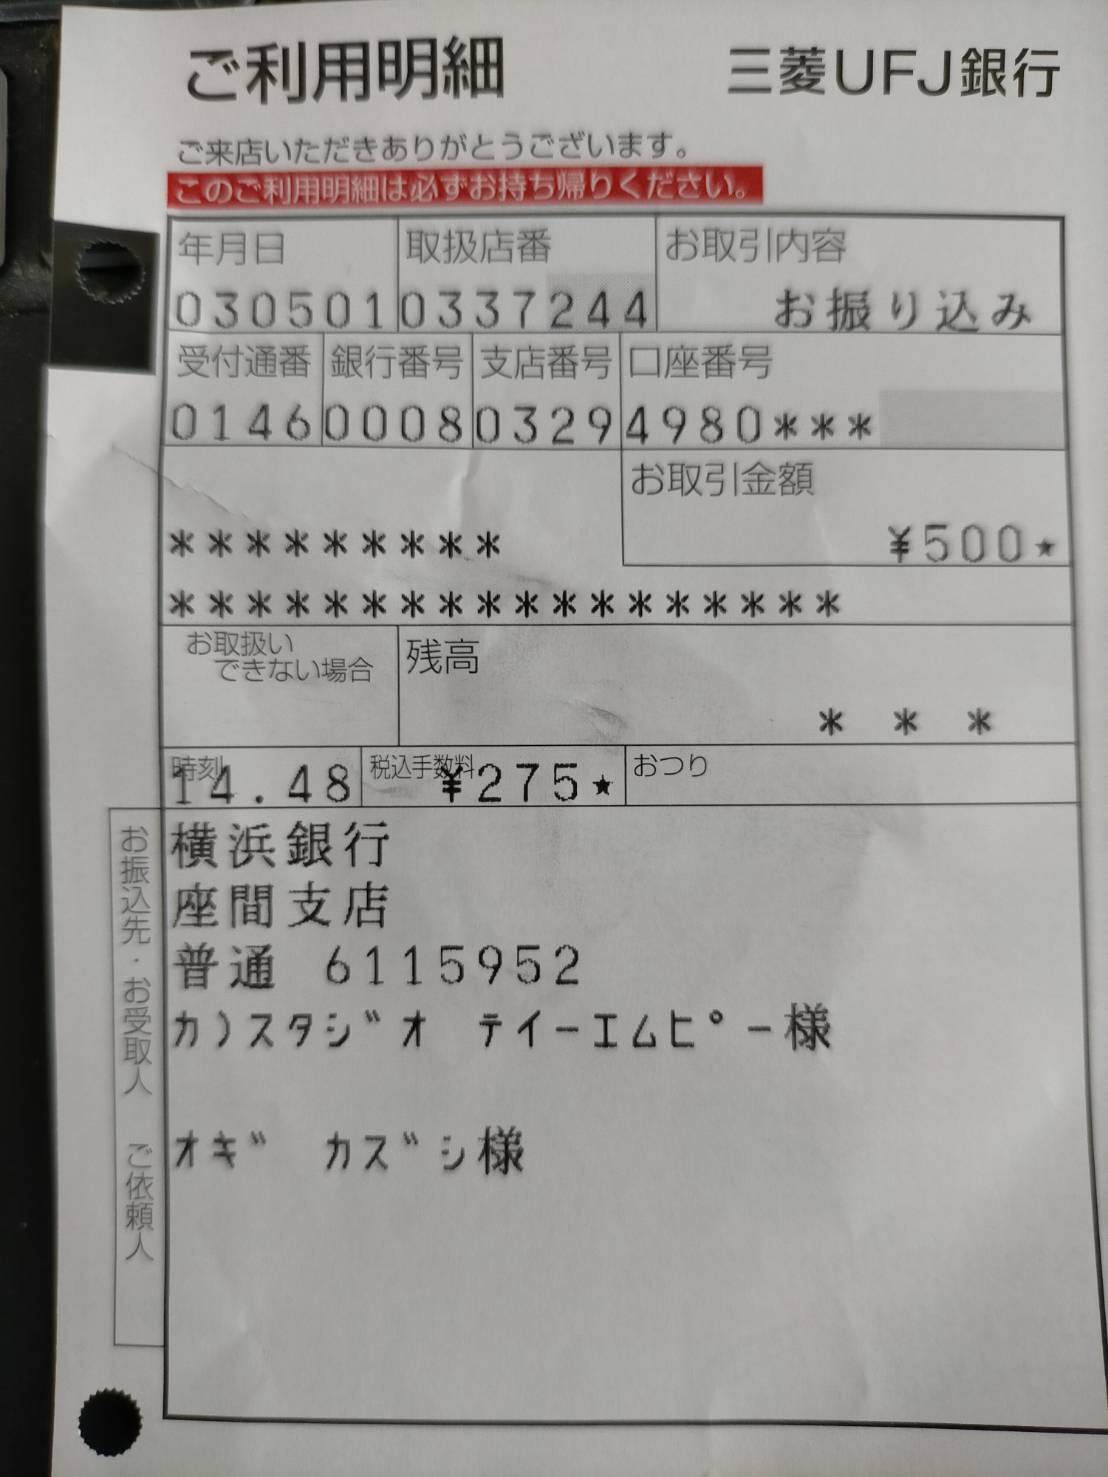 ご利用明細 三菱UFJ銀行
ご来店いただきありがとうございます。
このご利用明細は必ずお持ち帰りください。
年月日 取扱店番 お取引内容
030501 0337244 お振り込み
受付通番 銀行番号 支店番号 口座番号
0146 0008 0329 4980***
お取引金額
********* ¥500★
******************
お取扱いできない場合 残高
* * *
時刻 税込手数料 おつり
14.48 ¥275★
お振込先・お受取人 ご依頼人
横浜銀行
座間支店
普通 6115952
カ)スタジオ テイーエムピー様
オギ カズシ様